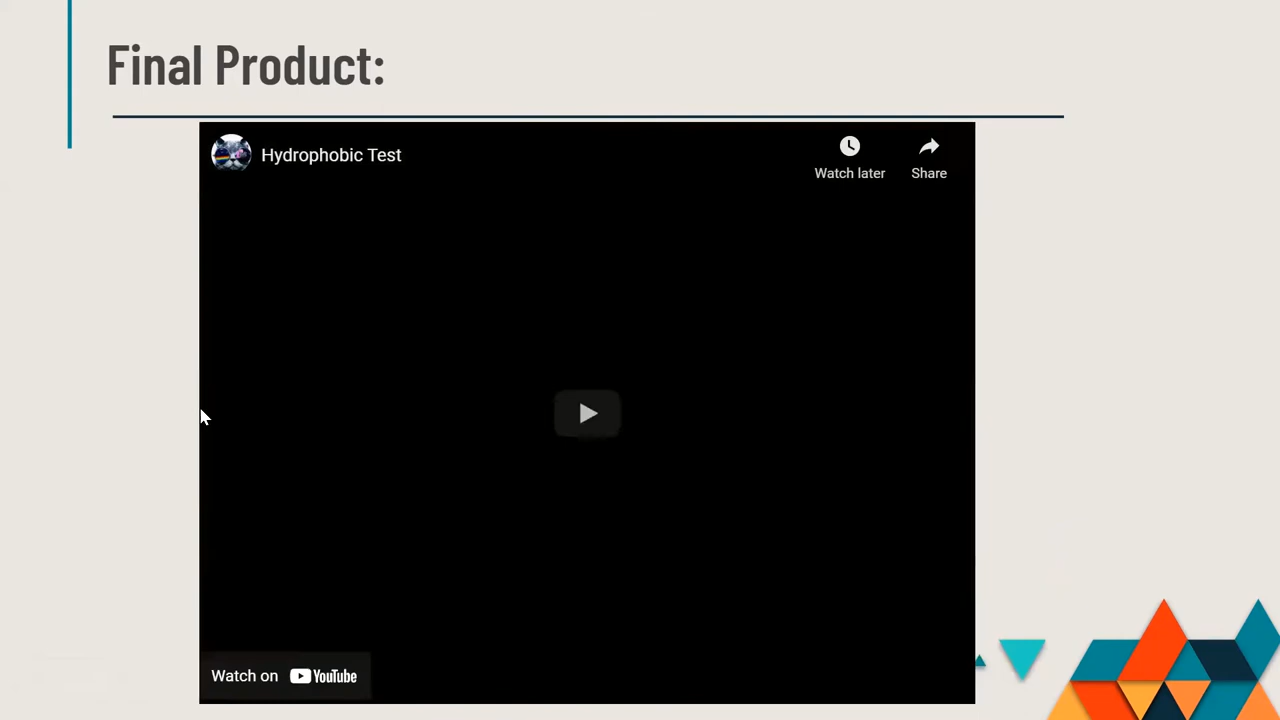 Final Product:
Hydrophobic Test
Watch later
Share
Watch on YouTube